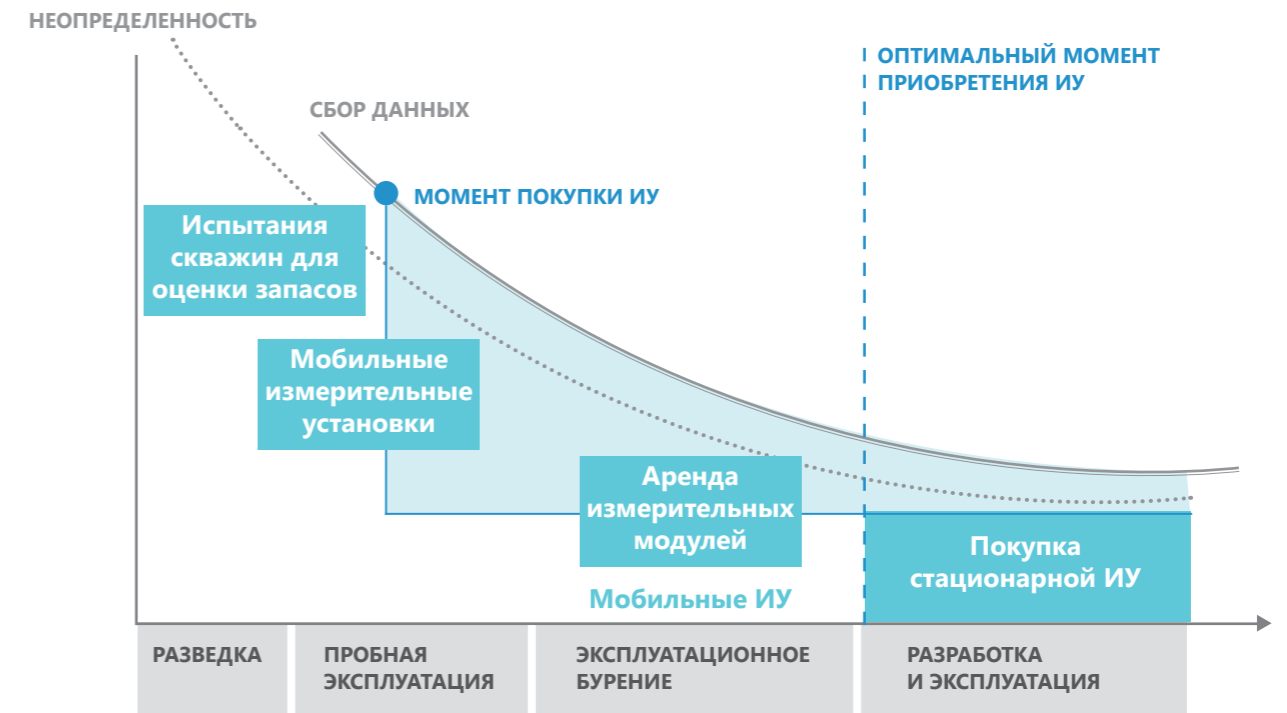 НЕОПРЕДЕЛЕННОСТЬ
ОПТИМАЛЬНЫЙ МОМЕНТ
ПРИОБРЕТЕНИЯ ИУ
СБОР ДАННЫХ
МОМЕНТ ПОКУПКИ ИУ
Испытания
скважин для
оценки запасов
Мобильные
измерительные
установки
Аренда
измерительных
модулей
Покупка
стационарной ИУ
Мобильные ИУ
РАЗВЕДКА
ПРОБНАЯ
ЭКСПЛУАТАЦИЯ
ЭКСПЛУАТАЦИОННОЕ
БУРЕНИЕ
РАЗРАБОТКА
И ЭКСПЛУАТАЦИЯ